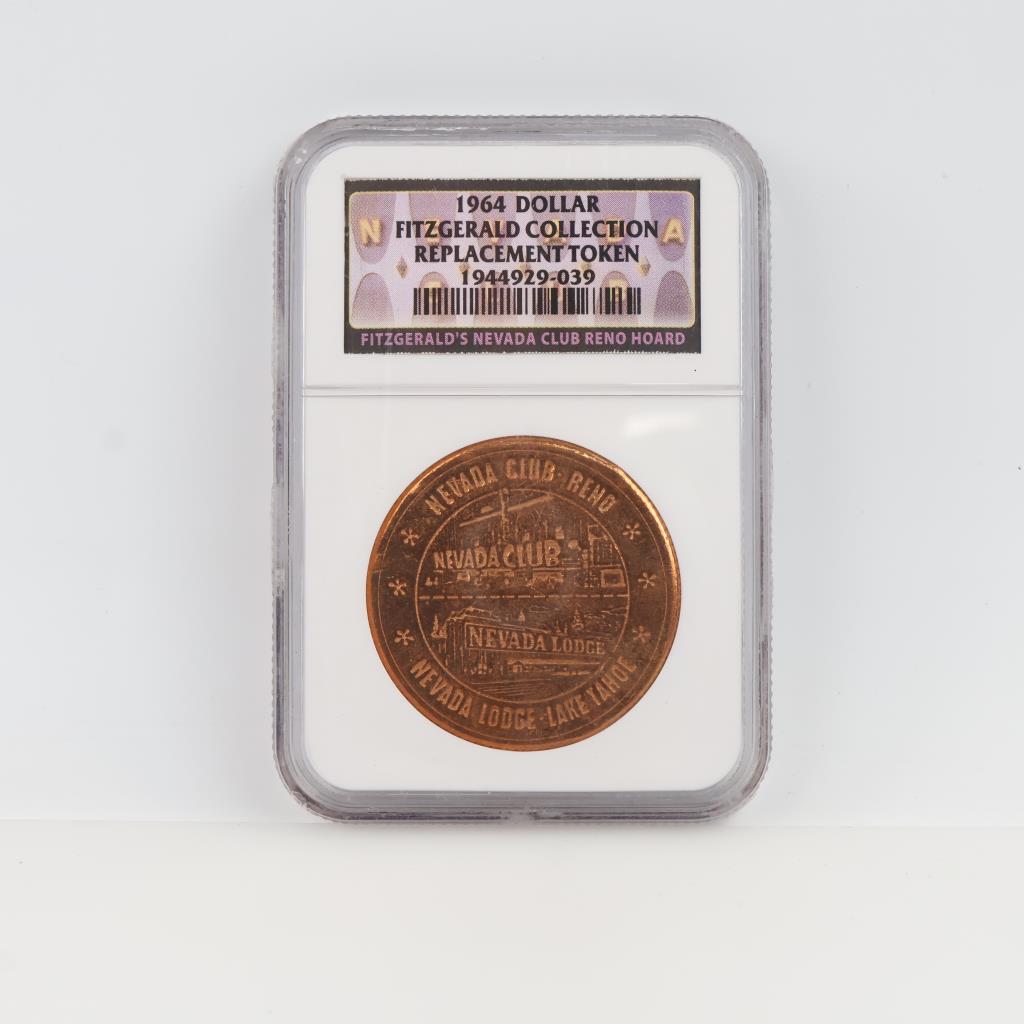 1964 DOLLAR
FITZGERALD COLLECTION
REPLACEMENT TOKEN
1944929-039
FITZGERALD'S NEVADA CLUB RENO HOARD
NEVADA CLUB · RENO
NEVADA CLUB
NEVADA LODGE
NEVADA LODGE · LAKE TAHOE